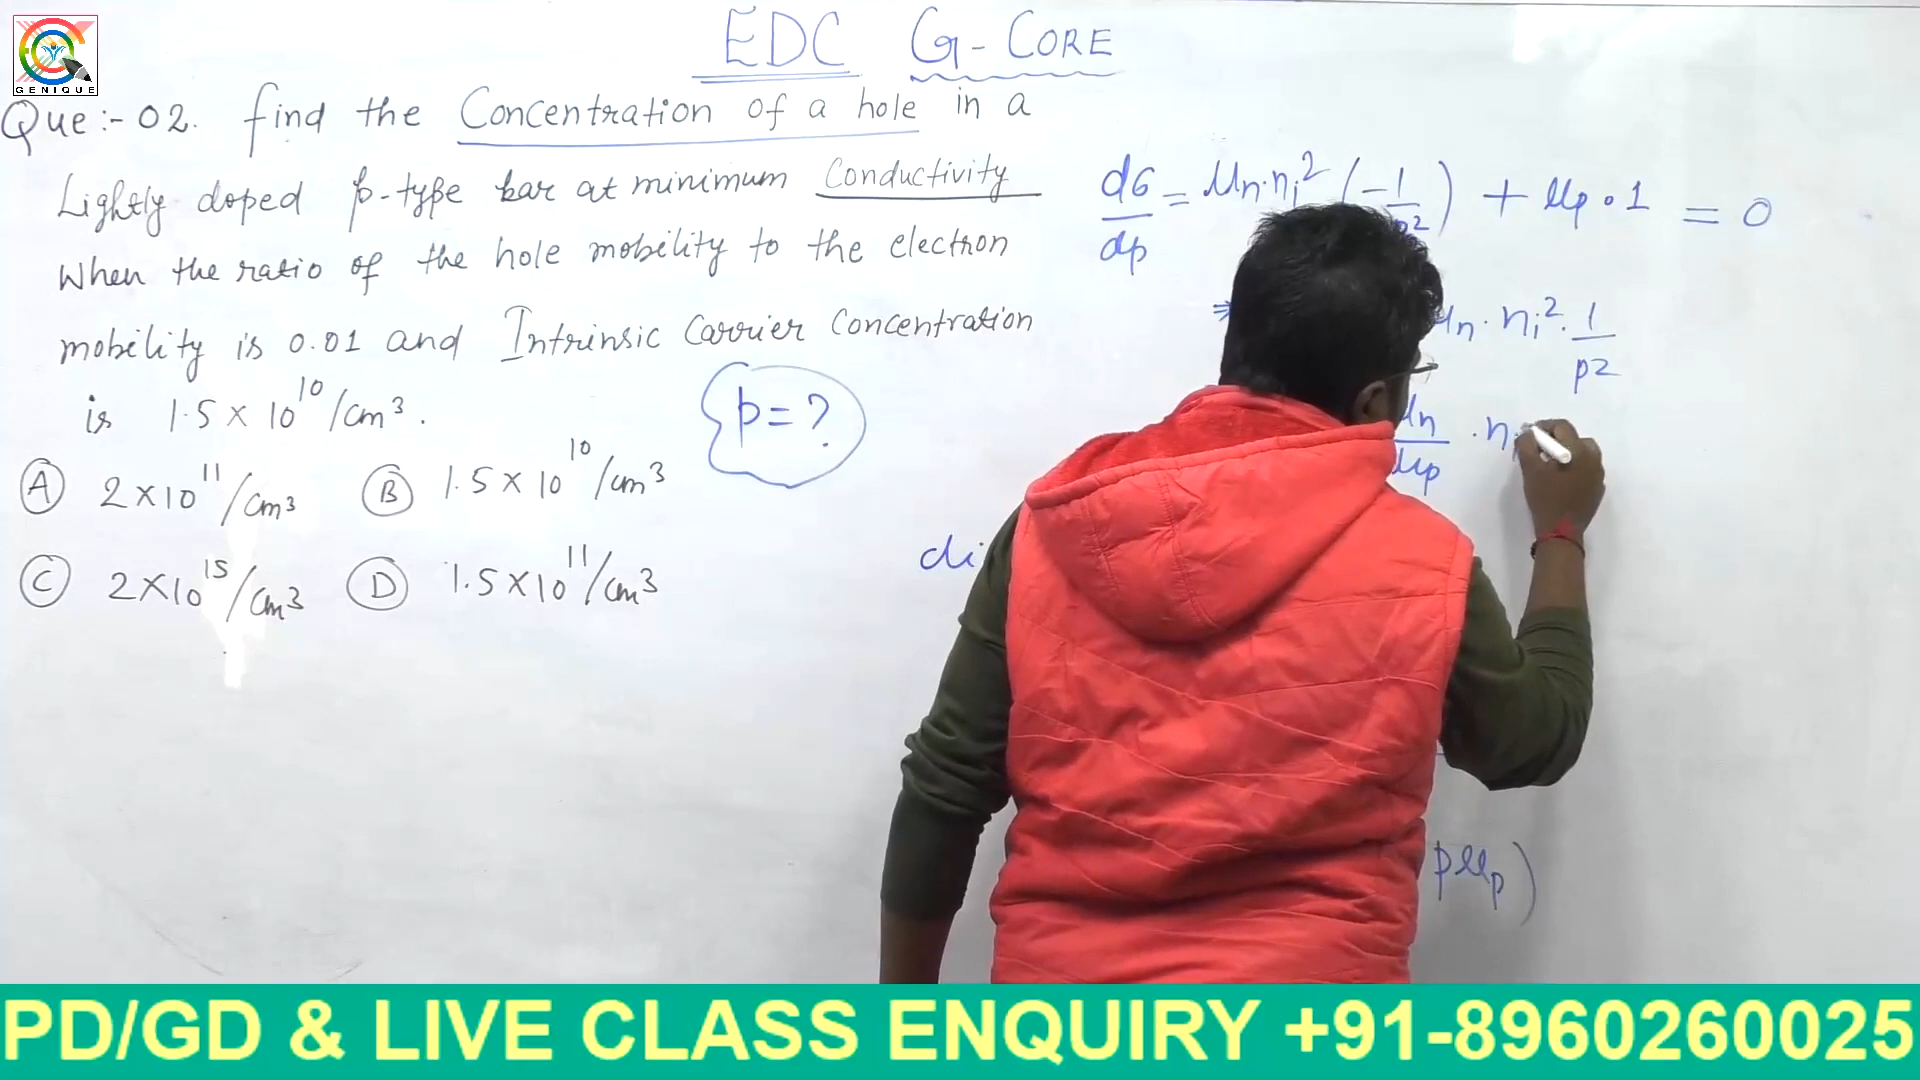 EDC G-CORE
GENIQUE
Que:-02. find the Concentration of a hole in a
Lightly doped p-type bar at minimum Conductivity
When the ratio of the hole mobility to the electron
mobility is 0.01 and Intrinsic Carrier Concentration
is 1.5 × 10^10/cm³.
p = ?
(A) 2×10^11/cm³ (B) 1.5 × 10^10/cm³
(C) 2×10^15/cm³ (D) 1.5×10^11/cm³
dσ/dp = μn·ni² (-1/p²) + μp·1 = 0
⇒ μn·ni²·1/p²
μn/μp ·n
di
pμp)
PD/GD & LIVE CLASS ENQUIRY +91-8960260025